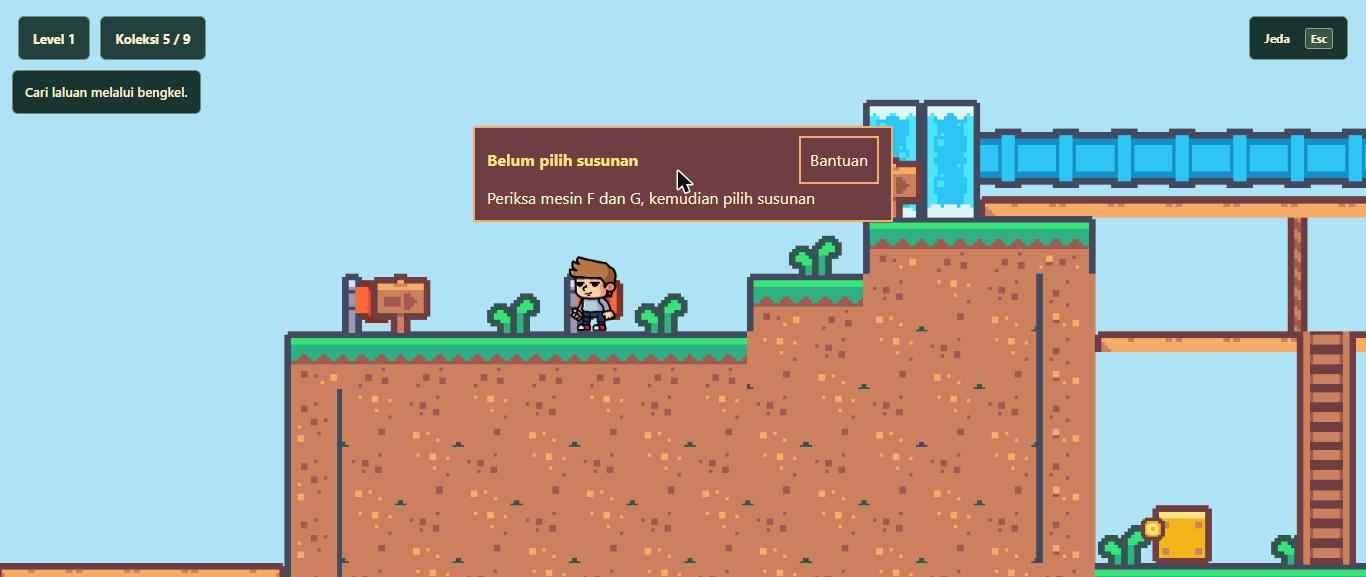 Level 1
Koleksi 5 / 9
Jeda Esc
Cari laluan melalui bengkel.
Belum pilih susunan
Bantuan
Periksa mesin F dan G, kemudian pilih susunan